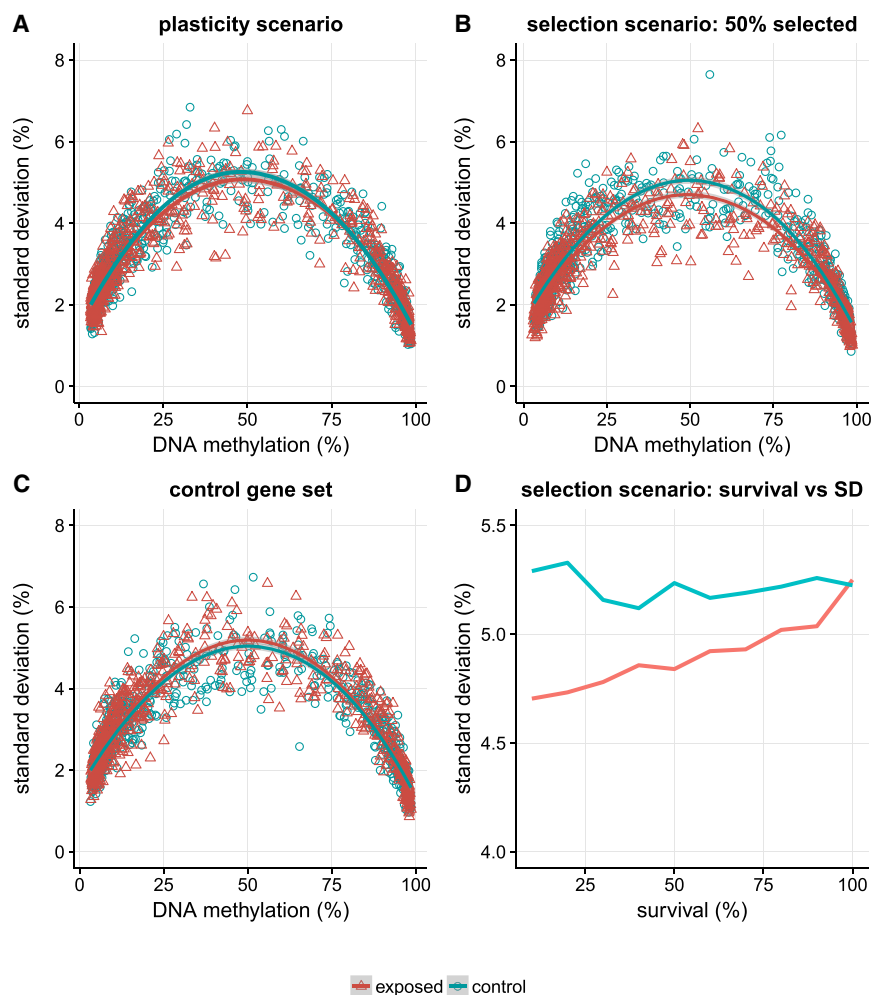 A plasticity scenario
B selection scenario: 50% selected
standard deviation (%)
8
6
4
2
0
0 25 50 75 100
DNA methylation (%)
standard deviation (%)
8
6
4
2
0
0 25 50 75 100
DNA methylation (%)
C control gene set
D selection scenario: survival vs SD
standard deviation (%)
8
6
4
2
0
0 25 50 75 100
DNA methylation (%)
standard deviation (%)
5.5
5.0
4.5
4.0
25 50 75 100
survival (%)
exposed control